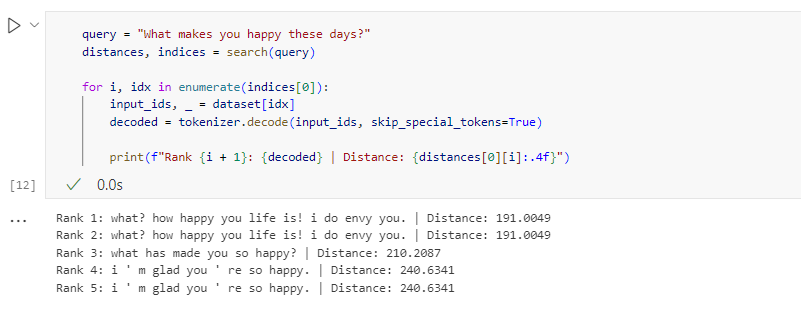 query = "What makes you happy these days?"
distances, indices = search(query)
for i, idx in enumerate(indices[0]):
input_ids, _ = dataset[idx]
decoded = tokenizer.decode(input_ids, skip_special_tokens=True)
print(f"Rank {i + 1}: {decoded} | Distance: {distances[0][i]:.4f}")
[12] 0.0s
... Rank 1: what? how happy you life is! i do envy you. | Distance: 191.0049
Rank 2: what? how happy you life is! i do envy you. | Distance: 191.0049
Rank 3: what has made you so happy? | Distance: 210.2087
Rank 4: i ' m glad you ' re so happy. | Distance: 240.6341
Rank 5: i ' m glad you ' re so happy. | Distance: 240.6341